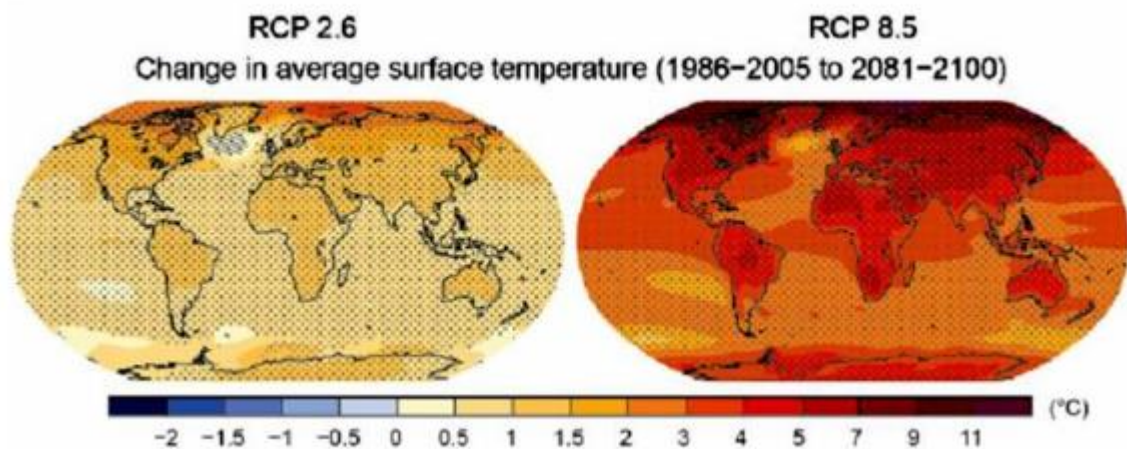 RCP 2.6 RCP 8.5
Change in average surface temperature (1986−2005 to 2081−2100)
−2 −1.5 −1 −0.5 0 0.5 1 1.5 2 3 4 5 7 9 11 (°C)